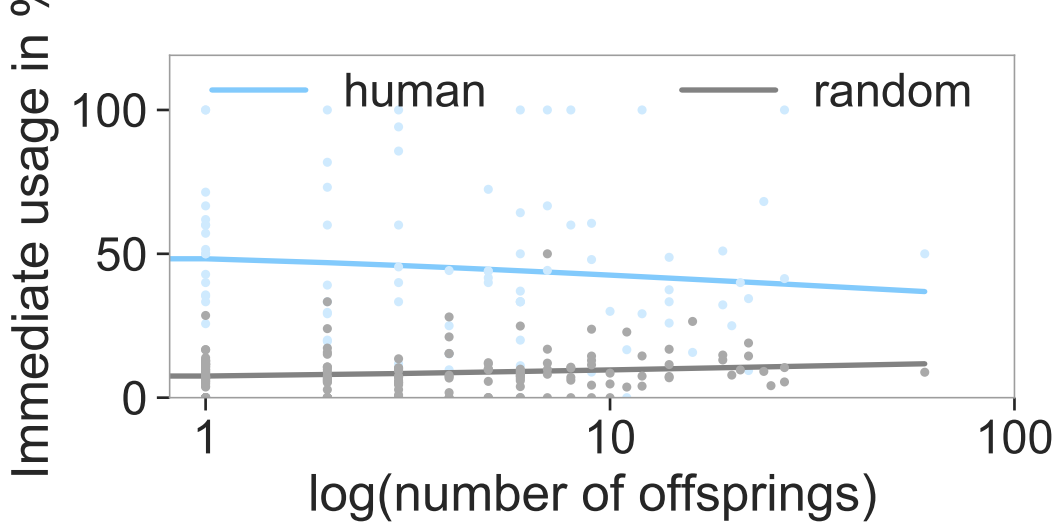 Immediate usage in %
human
random
100
50
0
1
10
100
log(number of offsprings)